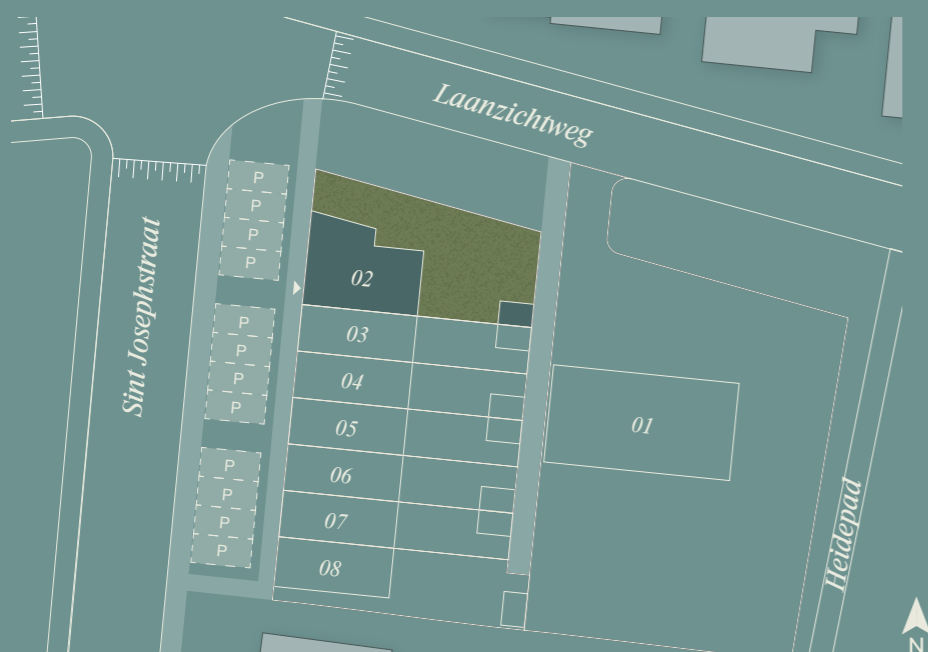 Laanzichtweg
P
P
P
P
02
Sint Josephstraat
P
P
P
P
03
04
05
06
07
08
01
P
P
P
P
Heidepad
N